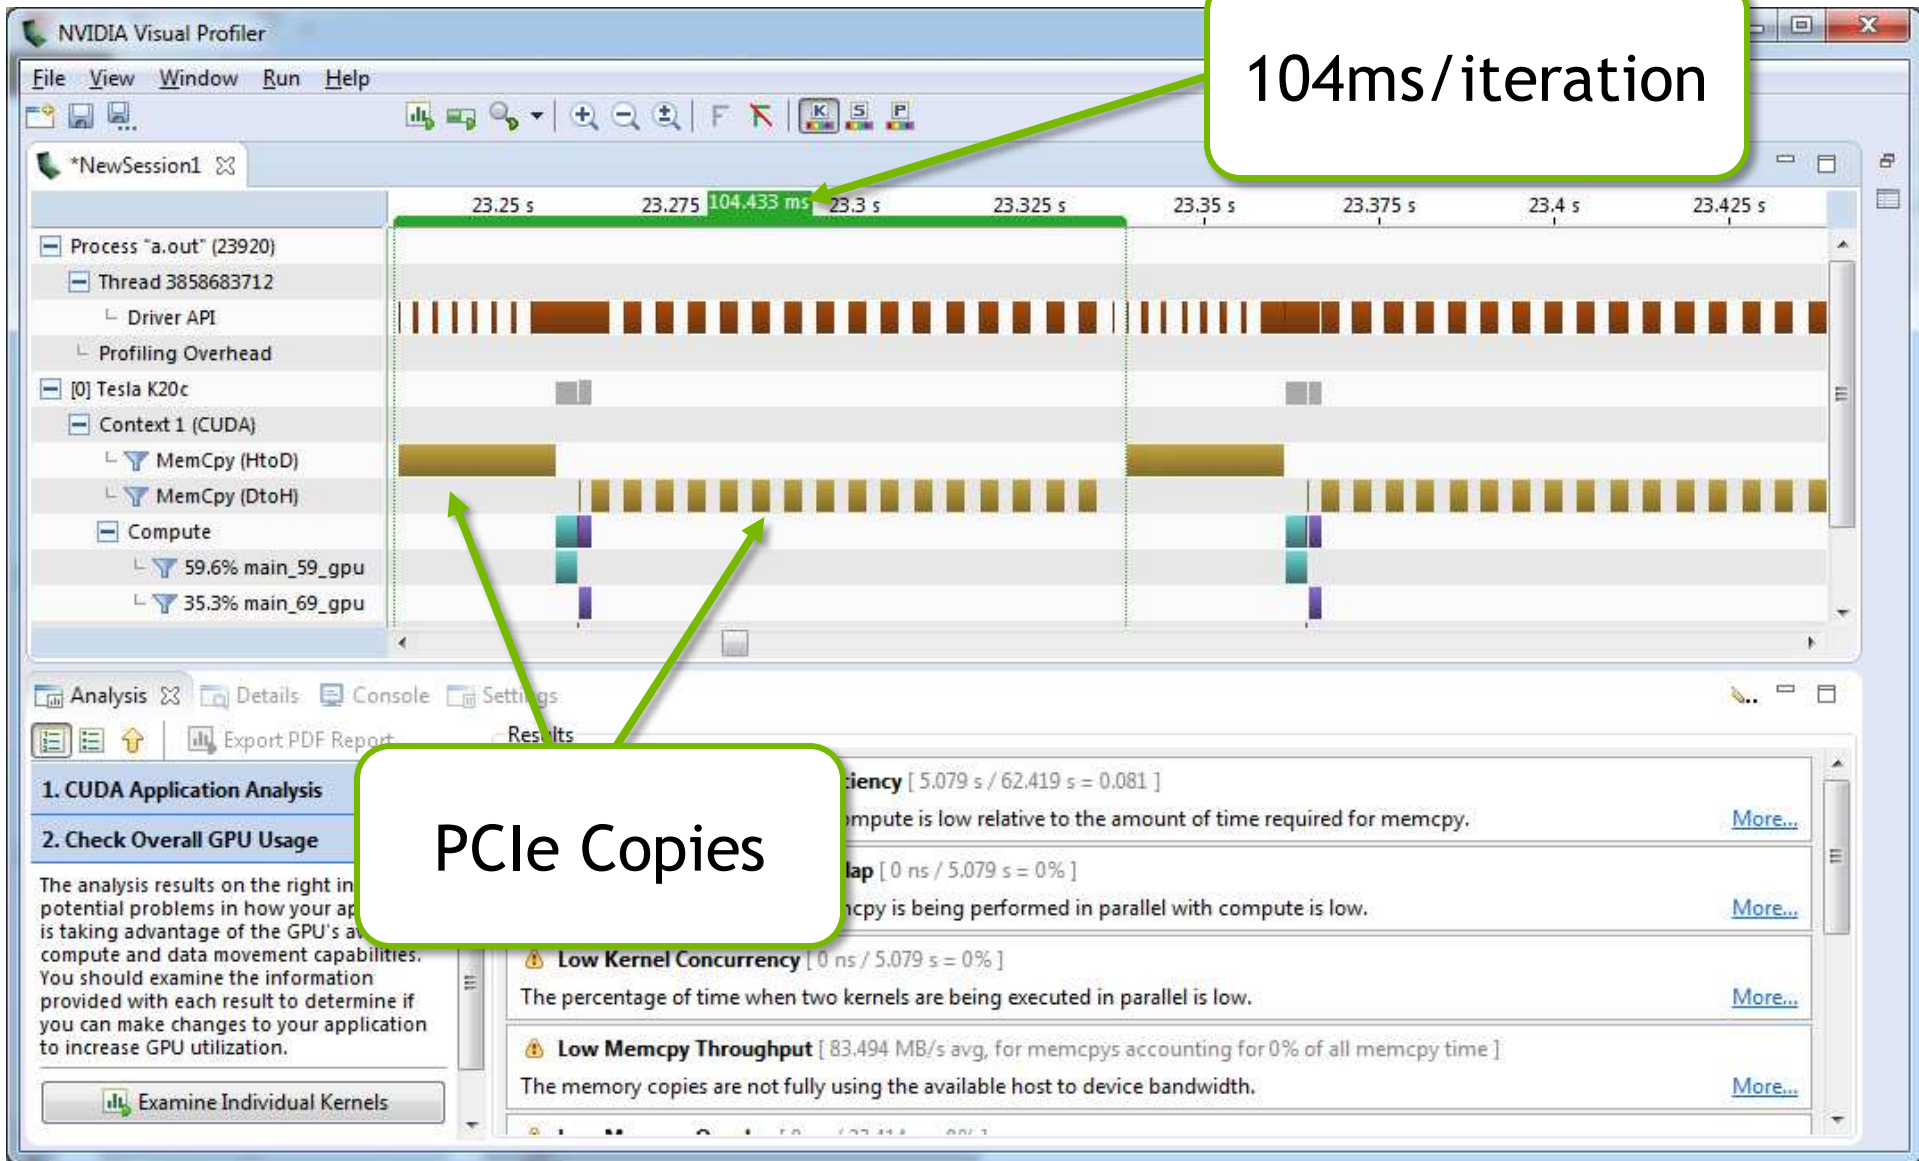 NVIDIA Visual Profiler
104ms/iteration
File View Window Run Help
F K S P
*NewSession1
23.25 s 23.275 104.433 ms 23.3 s 23.325 s 23.35 s 23.375 s 23.4 s 23.425 s
Process "a.out" (23920)
Thread 3858683712
Driver API
Profiling Overhead
[0] Tesla K20c
Context 1 (CUDA)
MemCpy (HtoD)
MemCpy (DtoH)
Compute
59.6% main_59_gpu
35.3% main_69_gpu
Analysis Details Console Settings
Export PDF Report
1. CUDA Application Analysis
2. Check Overall GPU Usage
The analysis results on the right in
potential problems in how your ap
is taking advantage of the GPU's av
compute and data movement capabilities.
You should examine the information
provided with each result to determine if
you can make changes to your application
to increase GPU utilization.
Examine Individual Kernels
PCIe Copies
Results
ciency [ 5.079 s / 62.419 s = 0.081 ]
ompute is low relative to the amount of time required for memcpy.
More...
lap [ 0 ns / 5.079 s = 0% ]
ncpy is being performed in parallel with compute is low.
More...
Low Kernel Concurrency [ 0 ns / 5.079 s = 0% ]
The percentage of time when two kernels are being executed in parallel is low.
More...
Low Memcpy Throughput [ 83.494 MB/s avg, for memcpys accounting for 0% of all memcpy time ]
The memory copies are not fully using the available host to device bandwidth.
More...